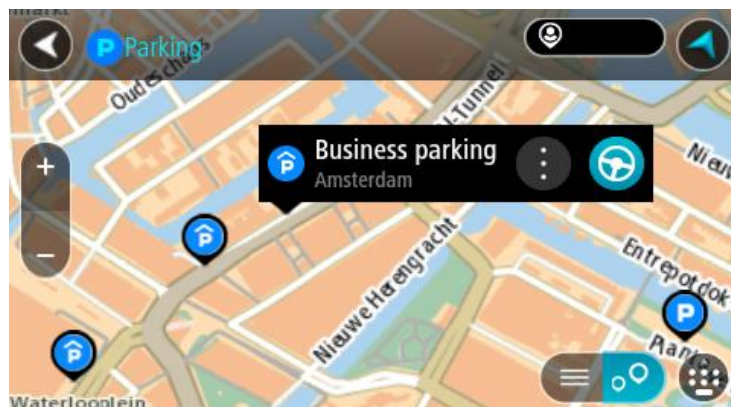 P Parking
Oudeschans
IJ-Tunnel
Business parking
Amsterdam
Nieuwe Herengracht
Entrepotdok
P
Waterlooplein